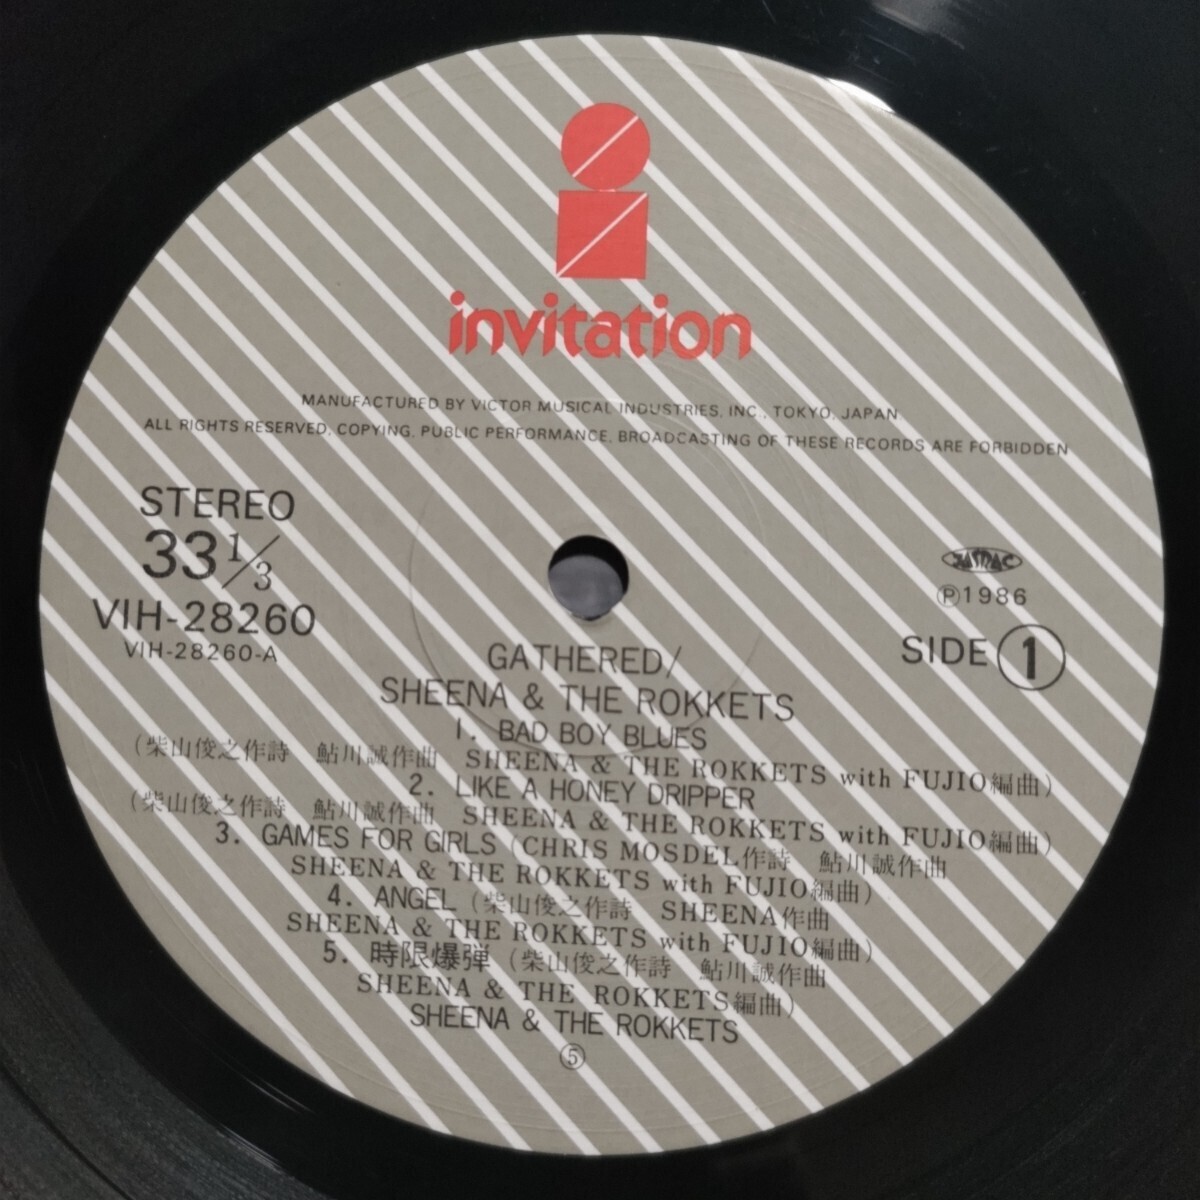 invitation
MANUFACTURED BY VICTOR MUSICAL INDUSTRIES, INC., TOKYO, JAPAN
ALL RIGHTS RESERVED. COPYING, PUBLIC PERFORMANCE, BROADCASTING OF THESE RECORDS ARE FORBIDDEN
STEREO
33 1/3
VIH-28260
VIH-28260-A
JASRAC
Ⓟ1986
SIDE 1
GATHERED/
SHEENA & THE ROKKETS
1. BAD BOY BLUES
(柴山俊之作詩 鮎川誠作曲 SHEENA & THE ROKKETS with FUJIO編曲)
2. LIKE A HONEY DRIPPER
(柴山俊之作詩 鮎川誠作曲 SHEENA & THE ROKKETS with FUJIO編曲)
3. GAMES FOR GIRLS (CHRIS MOSDEL作詩 鮎川誠作曲
SHEENA & THE ROKKETS with FUJIO編曲)
4. ANGEL (柴山俊之作詩 SHEENA作曲
SHEENA & THE ROKKETS with FUJIO編曲)
5. 時限爆弾 (柴山俊之作詩 鮎川誠作曲
SHEENA & THE ROKKETS編曲)
SHEENA & THE ROKKETS
⑤